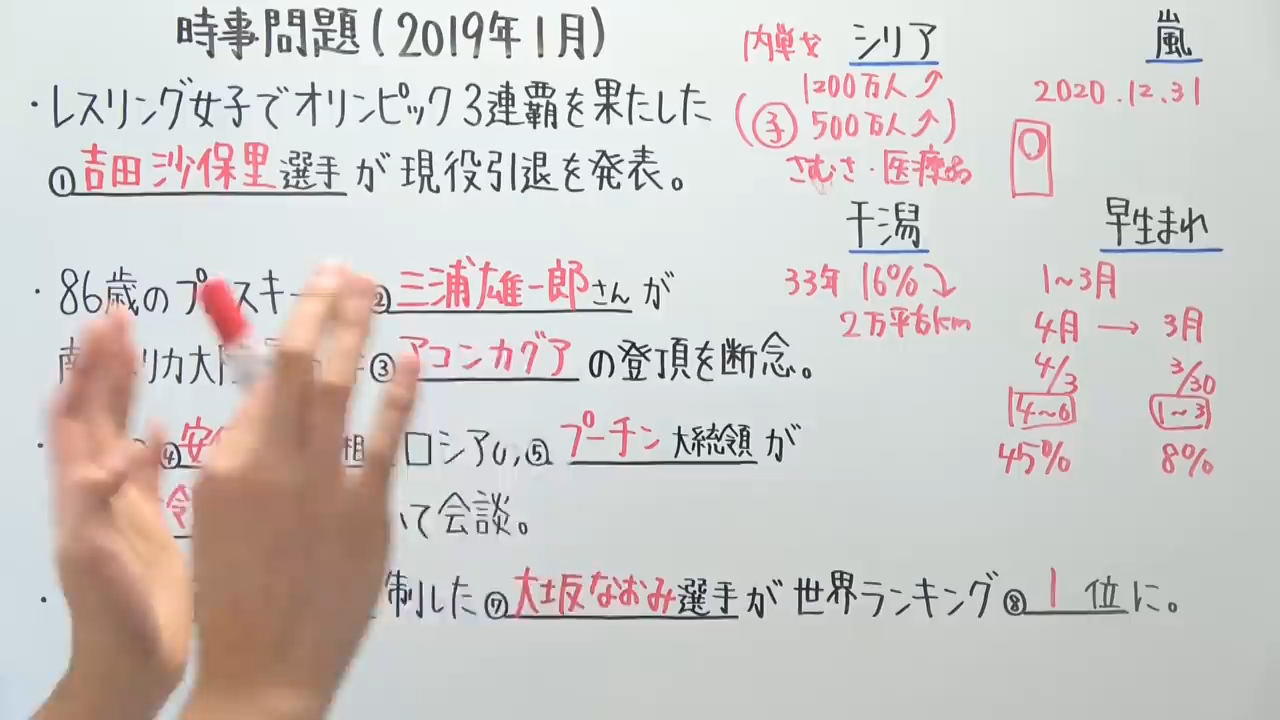 時事問題(2019年1月)
・レスリング女子でオリンピック3連覇を果たした
①吉田沙保里選手が現役引退を発表。
・86歳のプ スキー ②三浦雄一郎さんが
リカ大 ③アコンカグアの登頂を断念。
④安 相 ロシアの,⑤プーチン大統領が
て会談。
制した⑦大坂なおみ選手が世界ランキング⑧1位に。
シリア
1200万人↑
(子 500万人↑)
さむさ・医療品
干潟
33年 16%↓
2万平方km
嵐
2020.12.31
早生まれ
1~3月
4月 → 3月
4/3 3/30
4~6 1~3
45% 8%